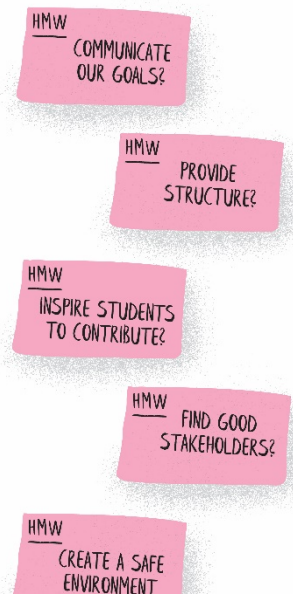 HMW
COMMUNICATE
OUR GOALS?
HMW
PROVIDE
STRUCTURE?
HMW
INSPIRE STUDENTS
TO CONTRIBUTE?
HMW
FIND GOOD
STAKEHOLDERS?
HMW
CREATE A SAFE
ENVIRONMENT